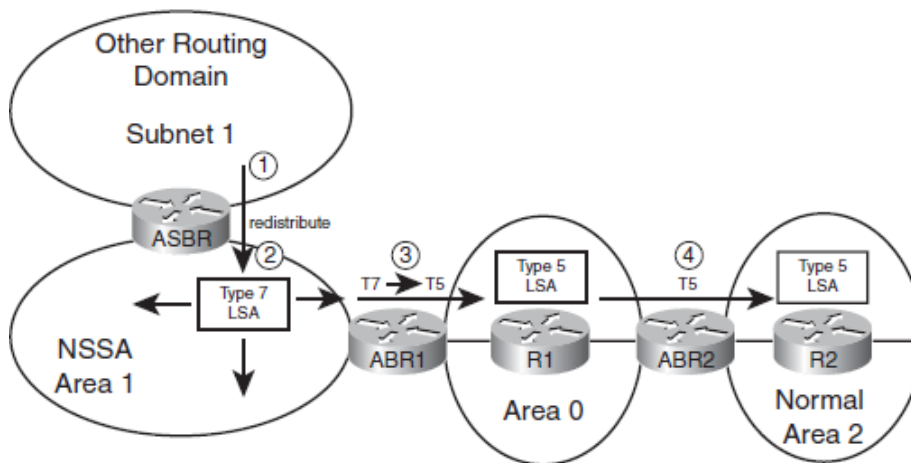 Other Routing
Domain
Subnet 1
1
redistribute
ASBR
2
Type 7
LSA
NSSA
Area 1
3
T7 T5
ABR1
Type 5
LSA
R1
Area 0
4
T5
ABR2
Type 5
LSA
R2
Normal
Area 2